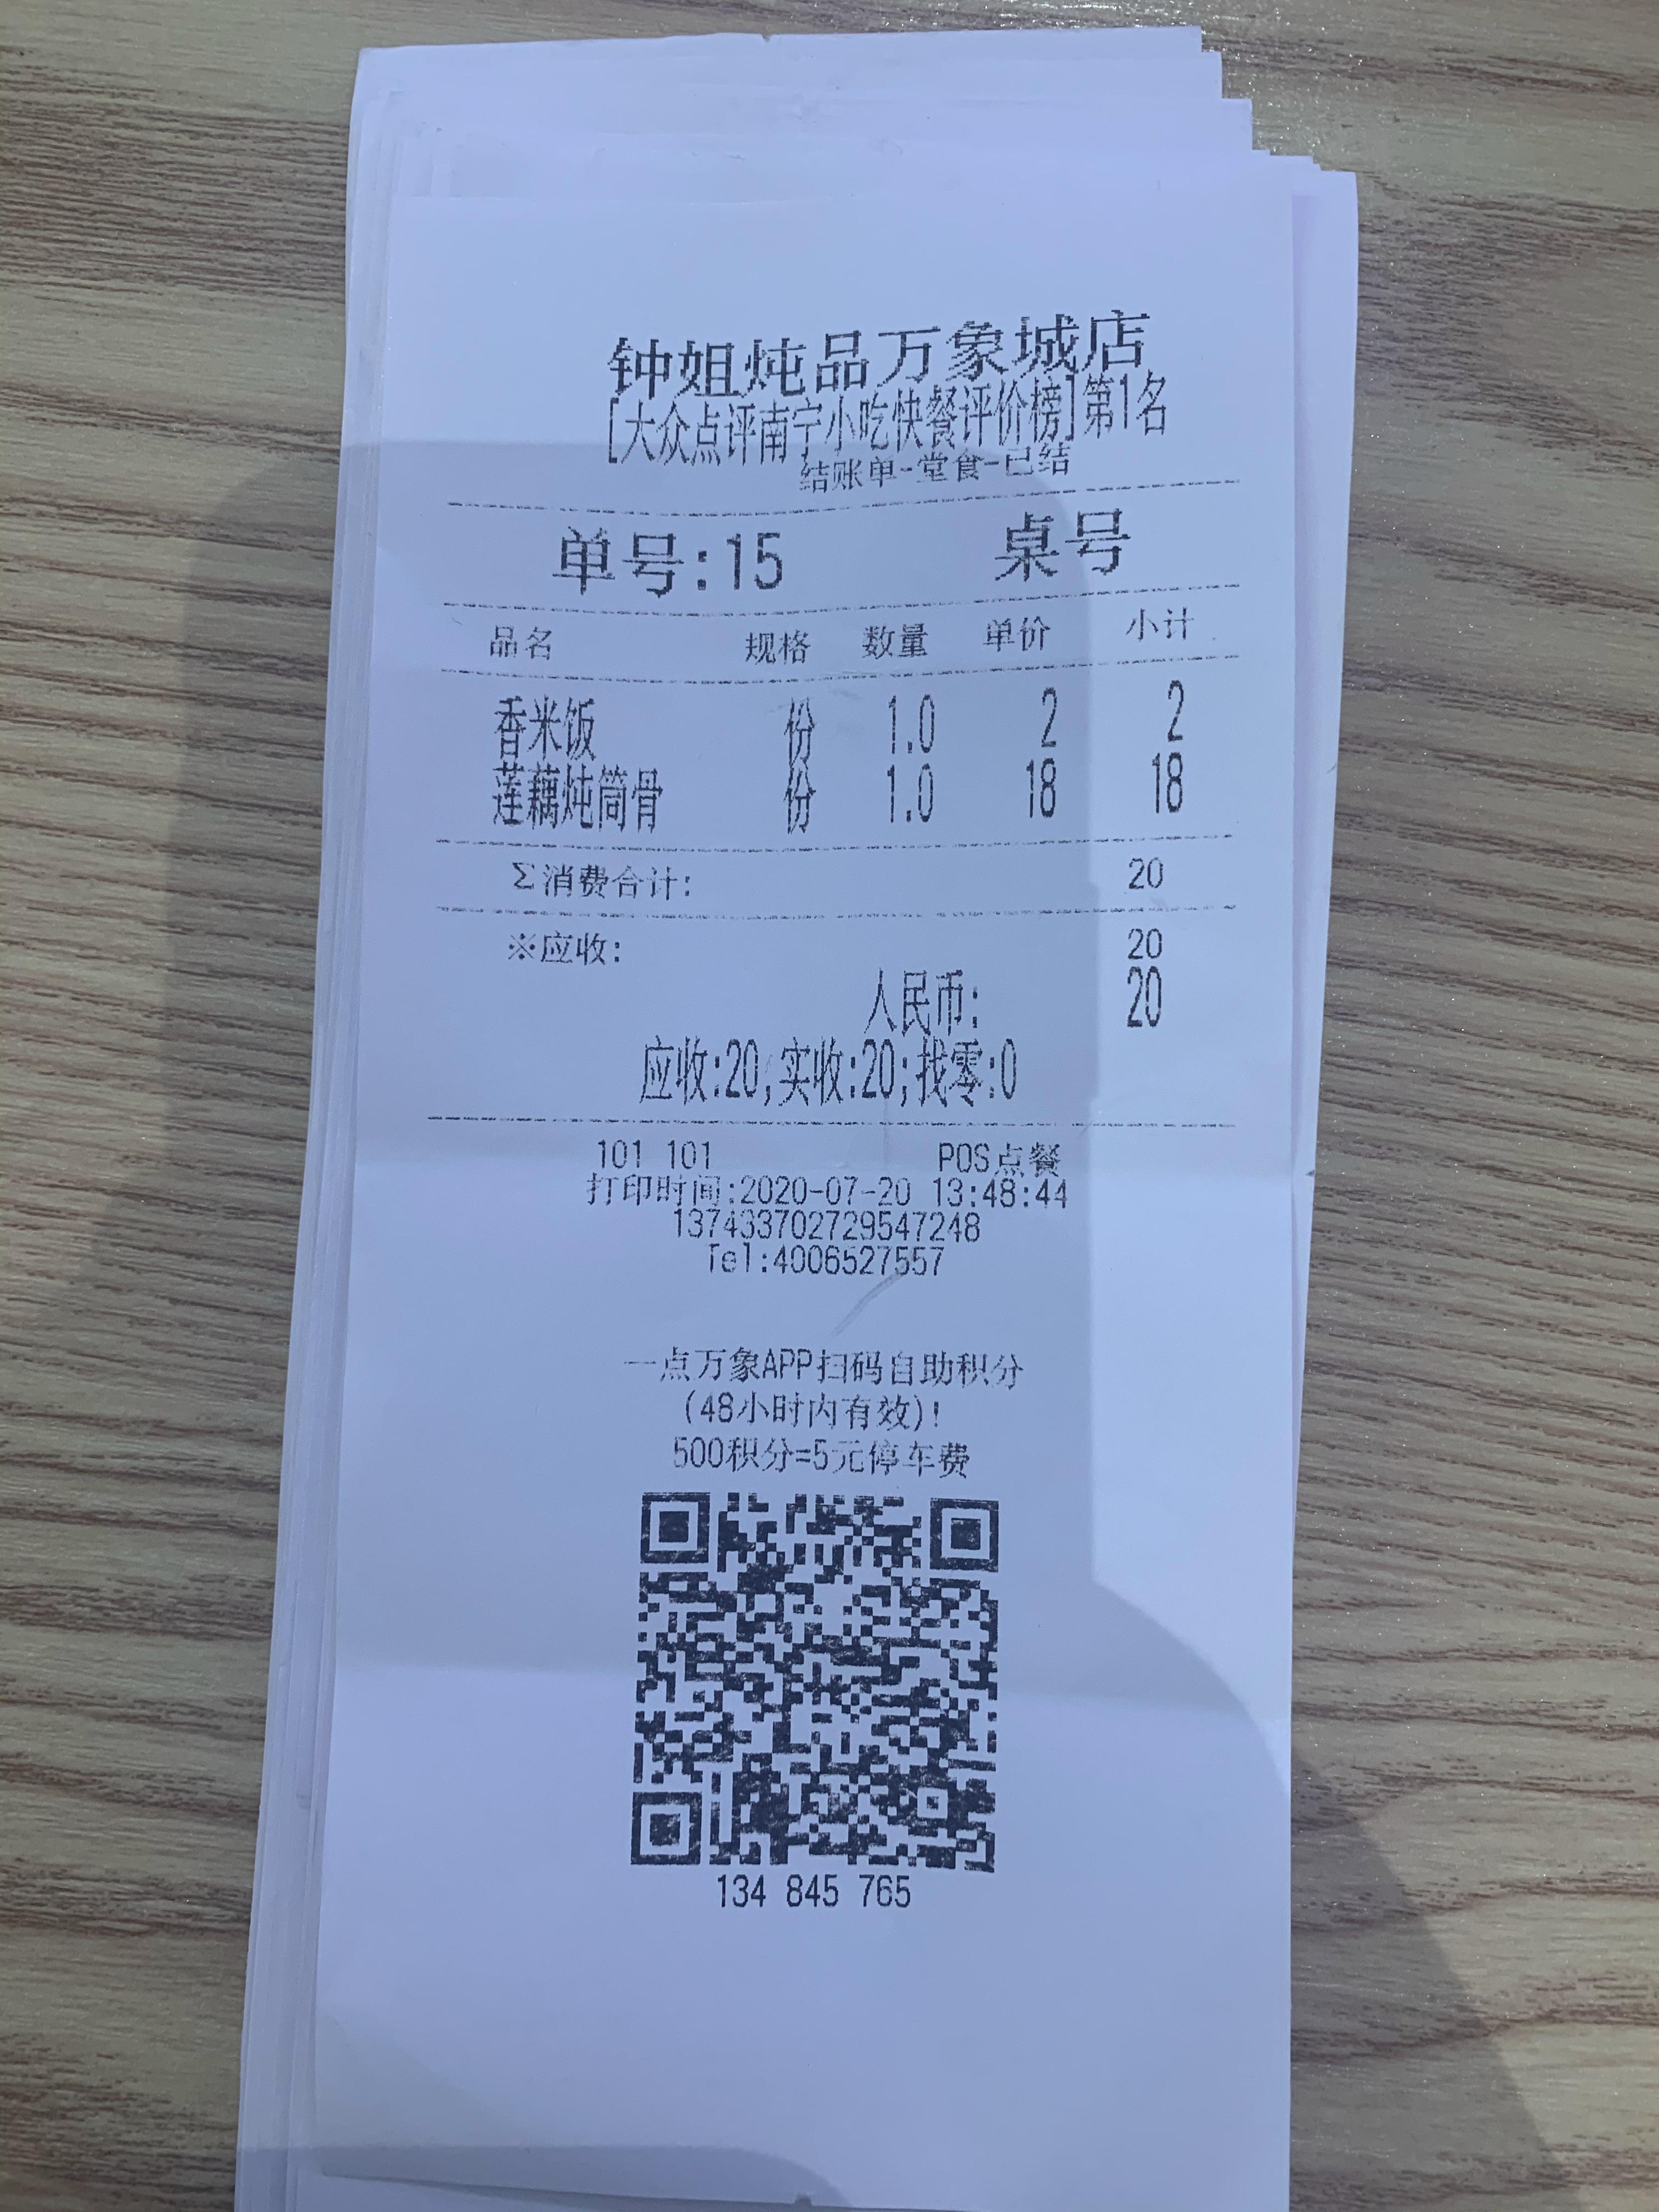 钟姐炖品万象城店
[大众点评南宁小吃快餐评价榜]第1名
结账单-堂食-已结
单号:15 桌号
品名 规格 数量 单价 小计
香米饭 份 1.0 2 2
莲藕炖筒骨 份 1.0 18 18
Σ消费合计: 20
※应收: 20
人民币: 20
应收:20;实收:20;找零:0
101 101 POS点餐
打印时间:2020-07-20 13:48:44
137433702729547248
Tel:4006527557
一点万象APP扫码自助积分
(48小时内有效)!
500积分=5元停车费
134 845 765